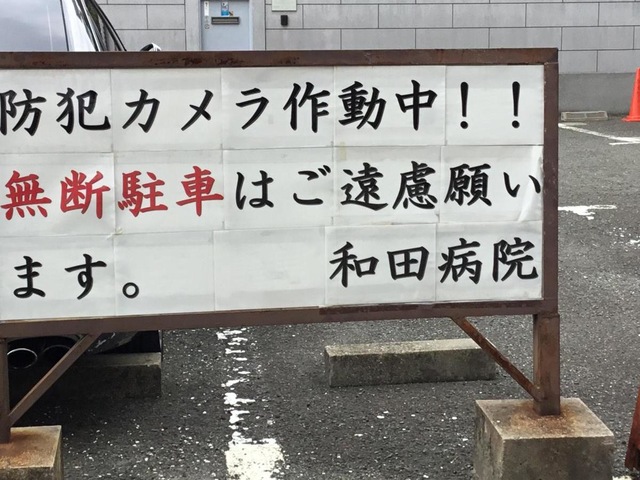 防犯カメラ作動中！！
無断駐車はご遠慮願い
ます。 和田病院